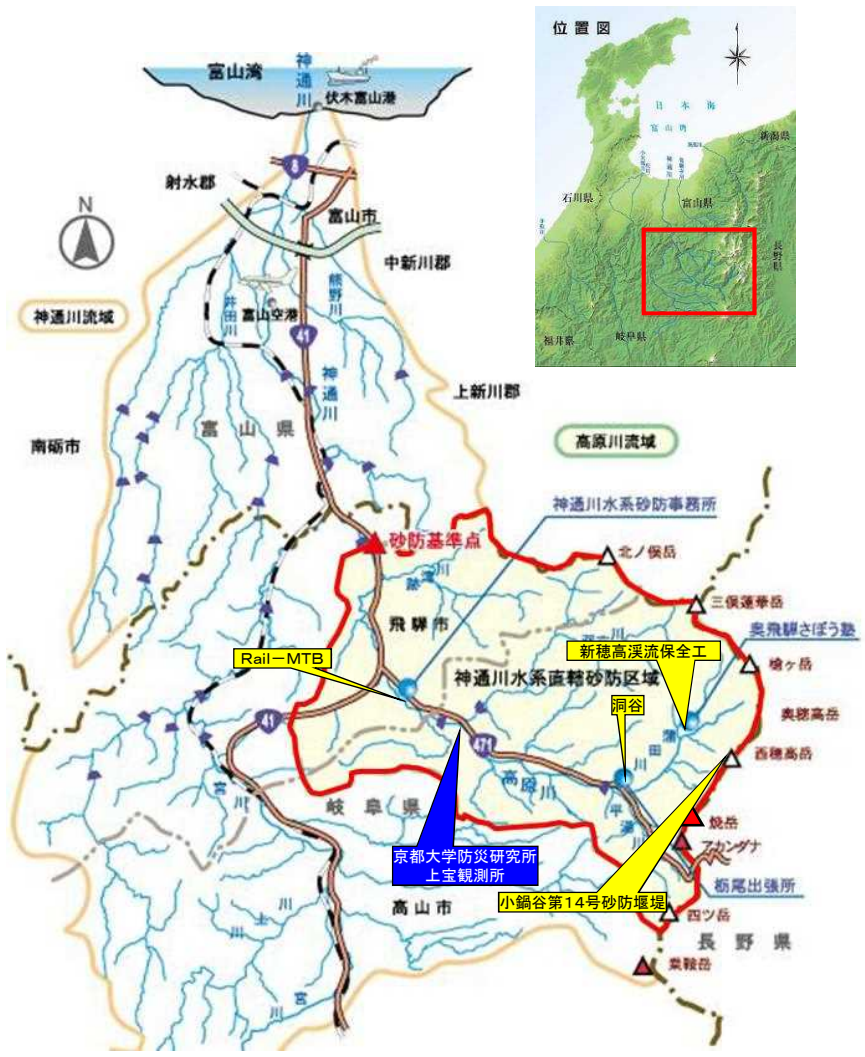 富山湾
神通川
伏木富山港
位置図
日本海
富山湾
新潟県
石川県
富山県
長野県
岐阜県
福井県
8
射水郡
富山市
N
中新川郡
神通川流域
井田川
富山空港
熊野川
41
神通川
上新川郡
富山県
南砺市
高原川流域
神通川水系砂防事務所
砂防基準点
北ノ俣岳
跡津川
三俣蓮華岳
飛騨市
奥飛騨さぼう塾
Rail-MTB
新穂高渓流保全工
槍ヶ岳
神通川水系直轄砂防区域
洞谷
奥穂高岳
蒲田川
41
471
西穂高岳
高原川
宮川
岐阜県
平湯川
焼岳
アカンダナ
京都大学防災研究所
上宝観測所
栃尾出張所
小鍋谷第14号砂防堰堤
高山市
四ツ岳
長野県
川上川
乗鞍岳
宮川